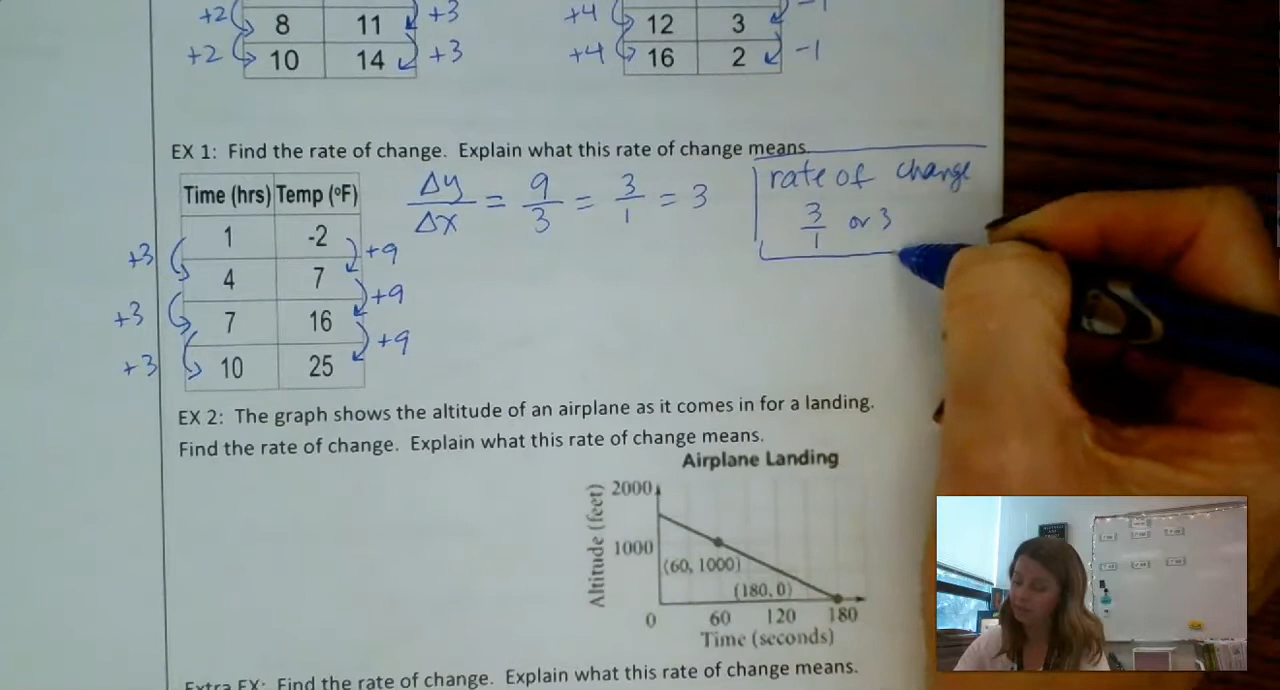 +2 8 11 +3
+2 10 14 +3
+4 12 3 -1
+4 16 2 -1
EX 1: Find the rate of change. Explain what this rate of change means.
Time (hrs) Temp (°F)
1 -2
4 7
7 16
10 25
+3
+3
+3
+9
+9
+9
Δy/Δx = 9/3 = 3/1 = 3
rate of change
3/1 or 3
EX 2: The graph shows the altitude of an airplane as it comes in for a landing.
Find the rate of change. Explain what this rate of change means.
Airplane Landing
Altitude (feet)
2000
1000
(60, 1000)
(180, 0)
0 60 120 180
Time (seconds)
Extra EX: Find the rate of change. Explain what this rate of change means.